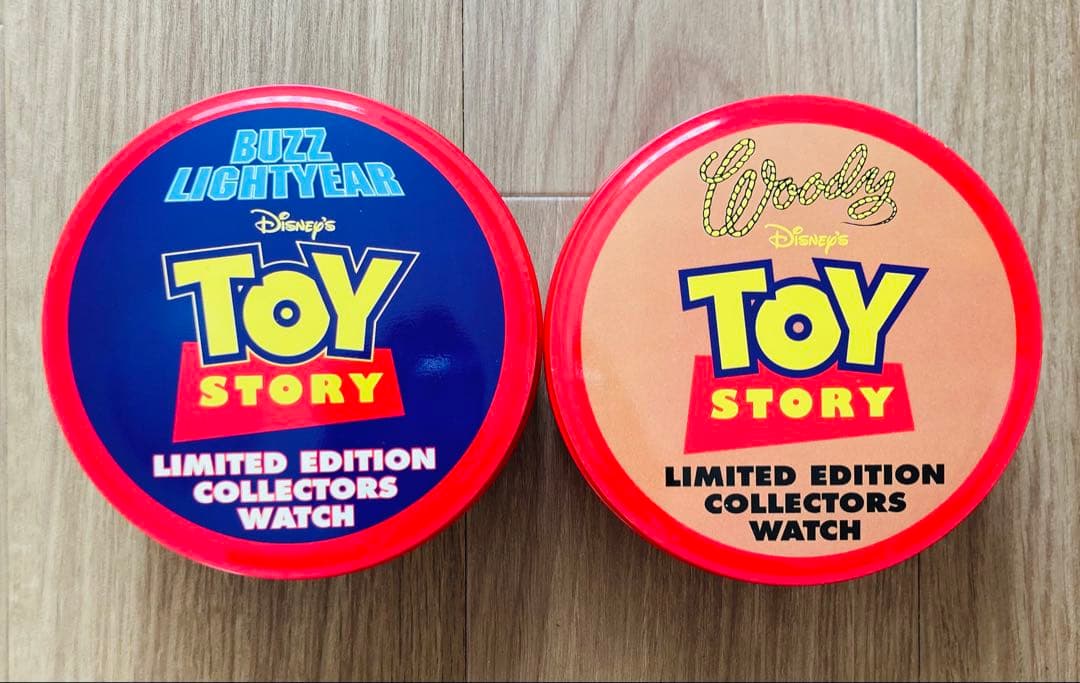 BUZZ
LIGHTYEAR
DISNEY'S
TOY
STORY
LIMITED EDITION
COLLECTORS
WATCH
Woody
DISNEY'S
TOY
STORY
LIMITED EDITION
COLLECTORS
WATCH